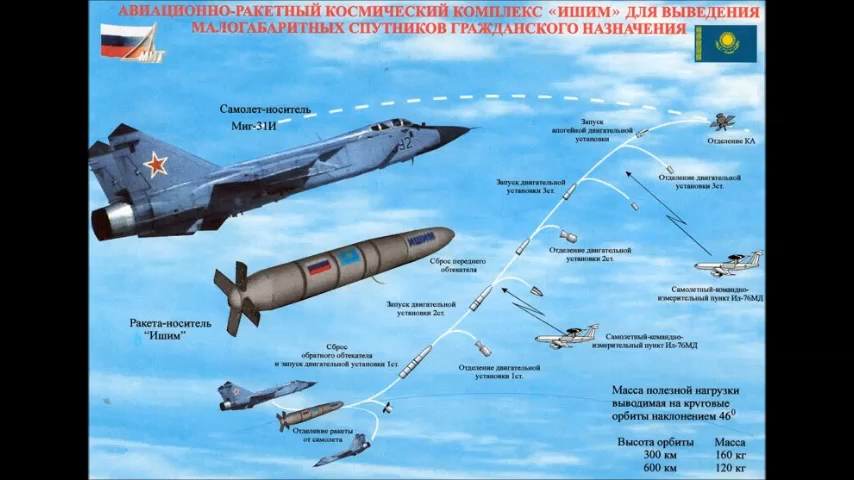 АВИАЦИОННО-РАКЕТНЫЙ КОСМИЧЕСКИЙ КОМПЛЕКС «ИШИМ» ДЛЯ ВЫВЕДЕНИЯ
МАЛОГАБАРИТНЫХ СПУТНИКОВ ГРАЖДАНСКОГО НАЗНАЧЕНИЯ
МИГ
Самолет-носитель
Миг-31И
92
Запуск
апогейной двигательной
установки
Отделение КА
Запуск двигательной
установки 3ст.
Отделение двигательной
установки 3ст.
ИШИМ
Сброс переднего
обтекателя
Отделение двигательной
установки 2ст.
Самолетный-командно-
измерительный пункт Ил-76МД
Запуск двигательной
установки 2ст.
Ракета-носитель
“Ишим”
Самолетный-командно-
измерительный пункт Ил-76МД
Сброс
обратного обтекателя
и запуск двигательной установки 1ст.
Отделение двигательной
установки 1ст.
Отделение ракеты
от самолета
Масса полезной нагрузки
выводимая на круговые
орбиты наклонением 46⁰
Высота орбиты Масса
300 км 160 кг
600 км 120 кг